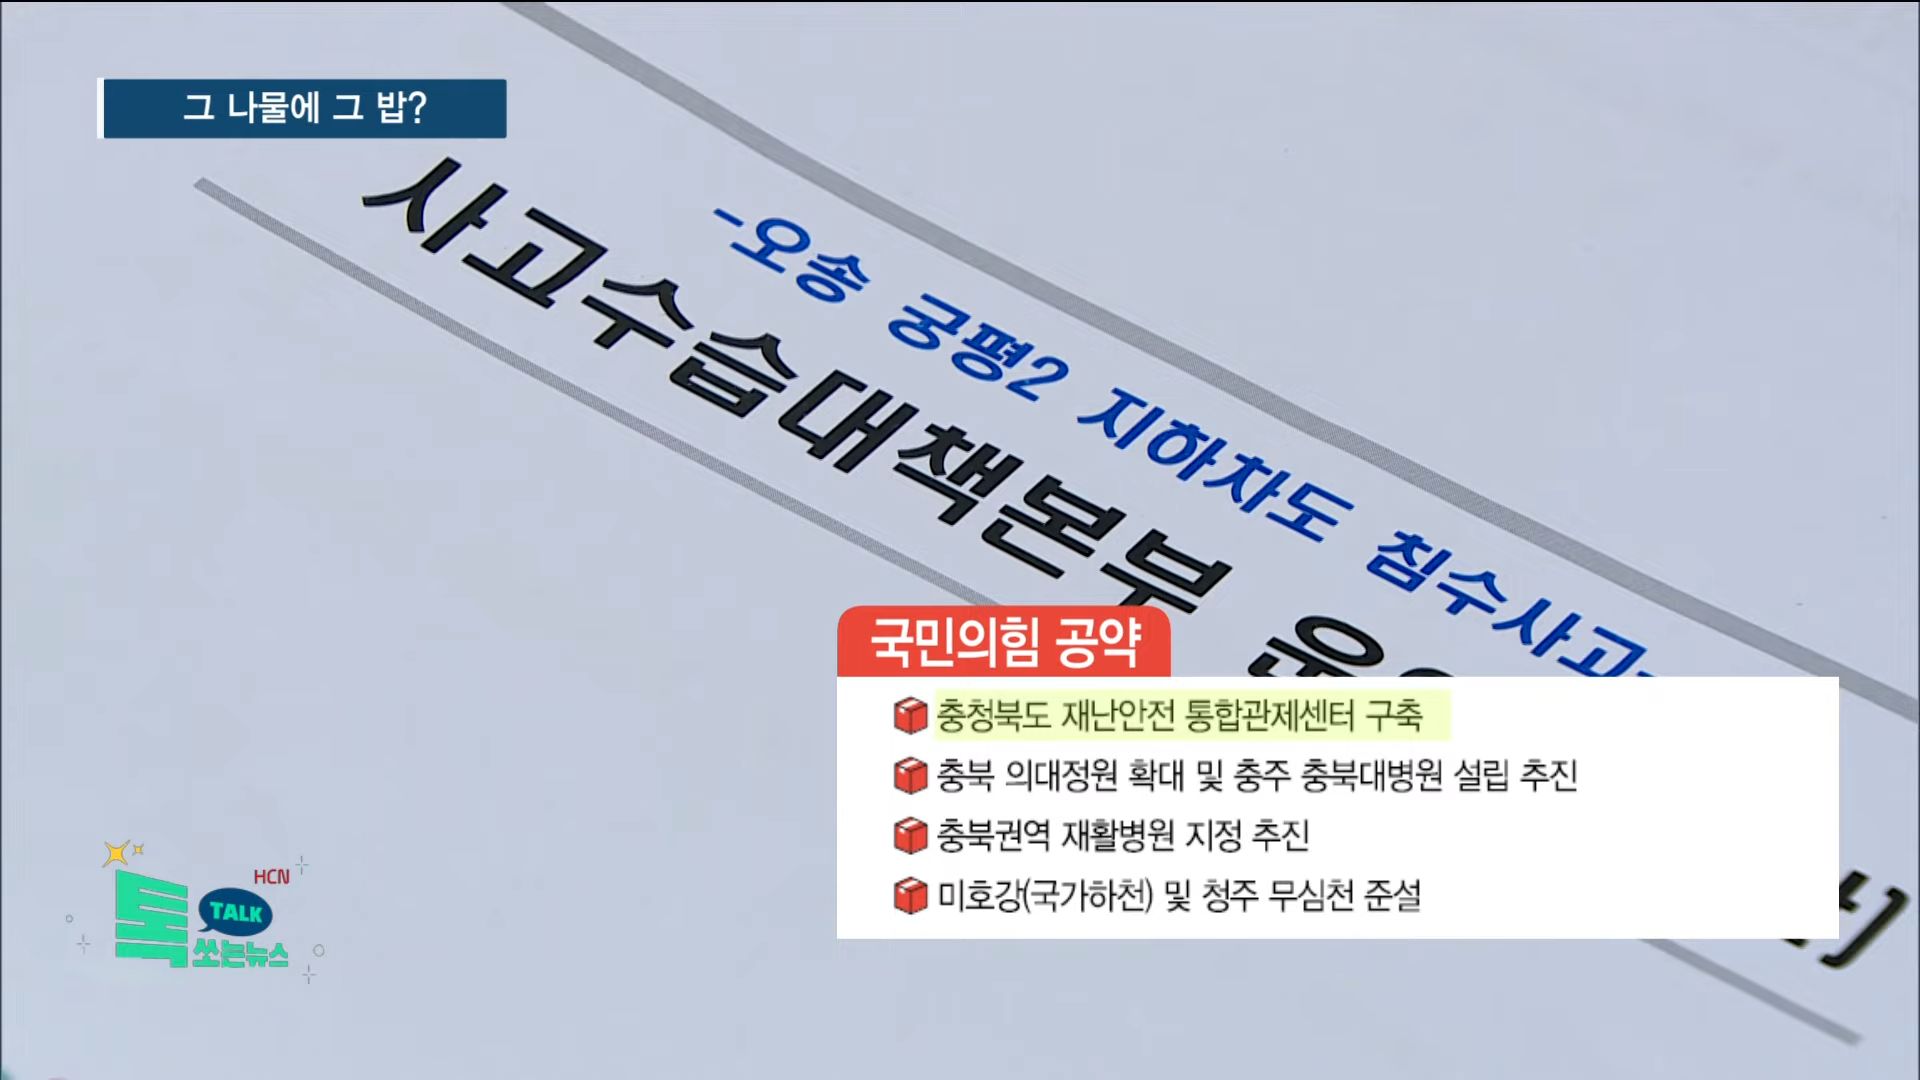 그 나물에 그 밥?
-오송 궁평2 지하차도 침수사고-
사고수습대책본부
국민의힘 공약
충청북도 재난안전 통합관제센터 구축
충북 의대정원 확대 및 충주 충북대병원 설립 추진
충북권역 재활병원 지정 추진
미호강(국가하천) 및 청주 무심천 준설
HCN
톡 TALK
쏘는뉴스